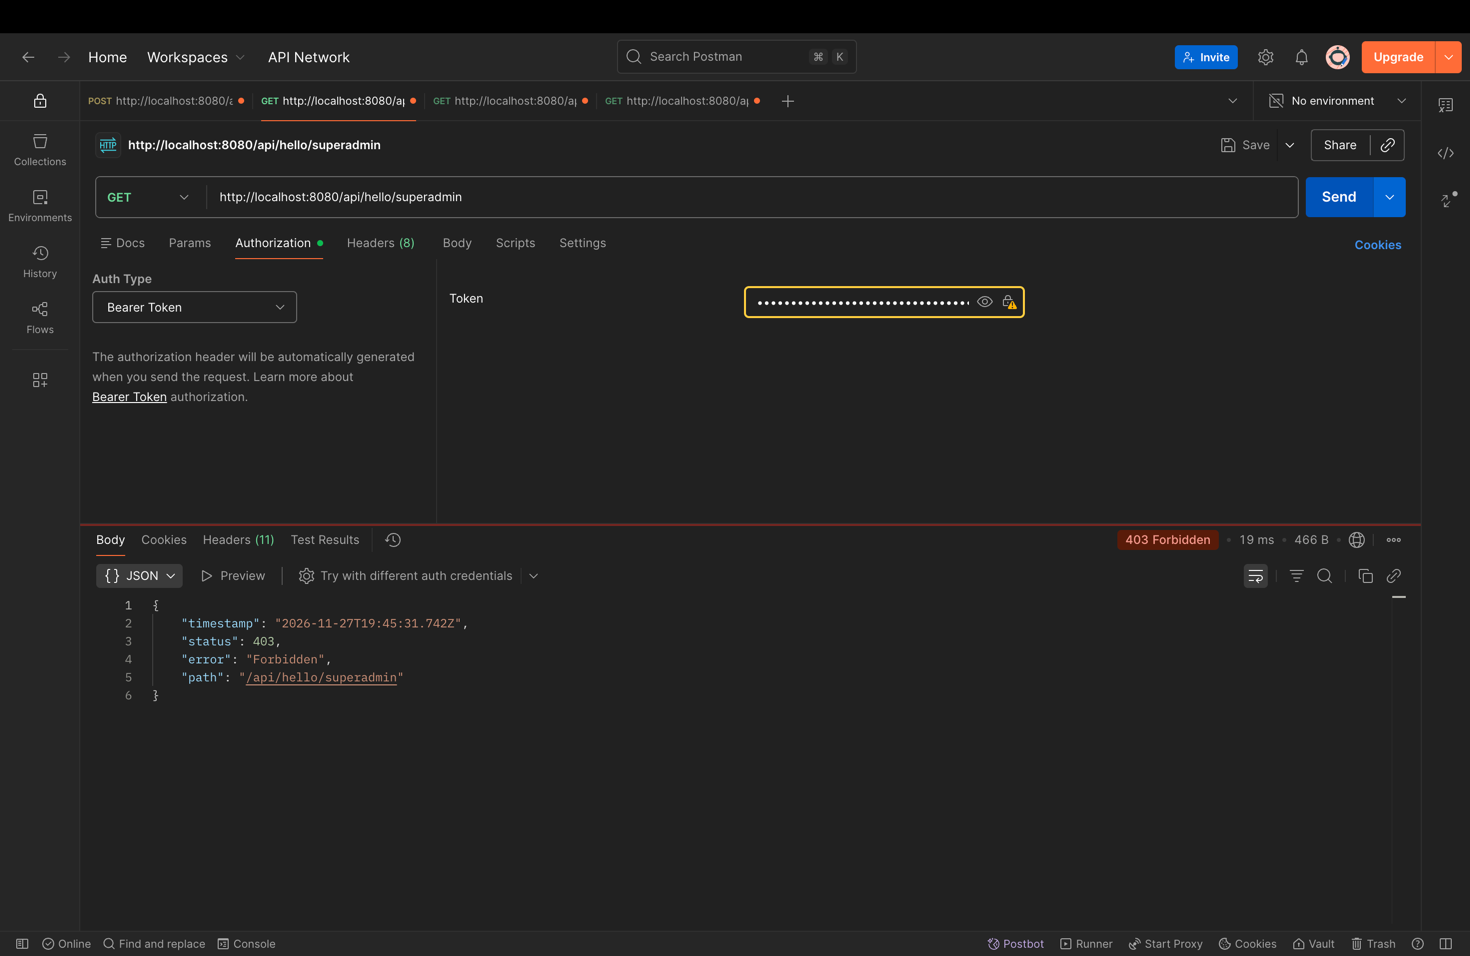 Home Workspaces API Network Search Postman ⌘ K Invite Upgrade
POST http://localhost:8080/a GET http://localhost:8080/ap GET http://localhost:8080/ap GET http://localhost:8080/ap No environment
Collections
Environments
History
Flows
HTTP http://localhost:8080/api/hello/superadmin Save Share
GET http://localhost:8080/api/hello/superadmin Send
Docs Params Authorization Headers (8) Body Scripts Settings Cookies
Auth Type
Bearer Token
The authorization header will be automatically generated
when you send the request. Learn more about
Bearer Token authorization.
Token
Body Cookies Headers (11) Test Results 403 Forbidden • 19 ms • 466 B •
{} JSON Preview Try with different auth credentials
1 {
2 "timestamp": "2026-11-27T19:45:31.742Z",
3 "status": 403,
4 "error": "Forbidden",
5 "path": "/api/hello/superadmin"
6 }
Online Find and replace Console Postbot Runner Start Proxy Cookies Vault Trash